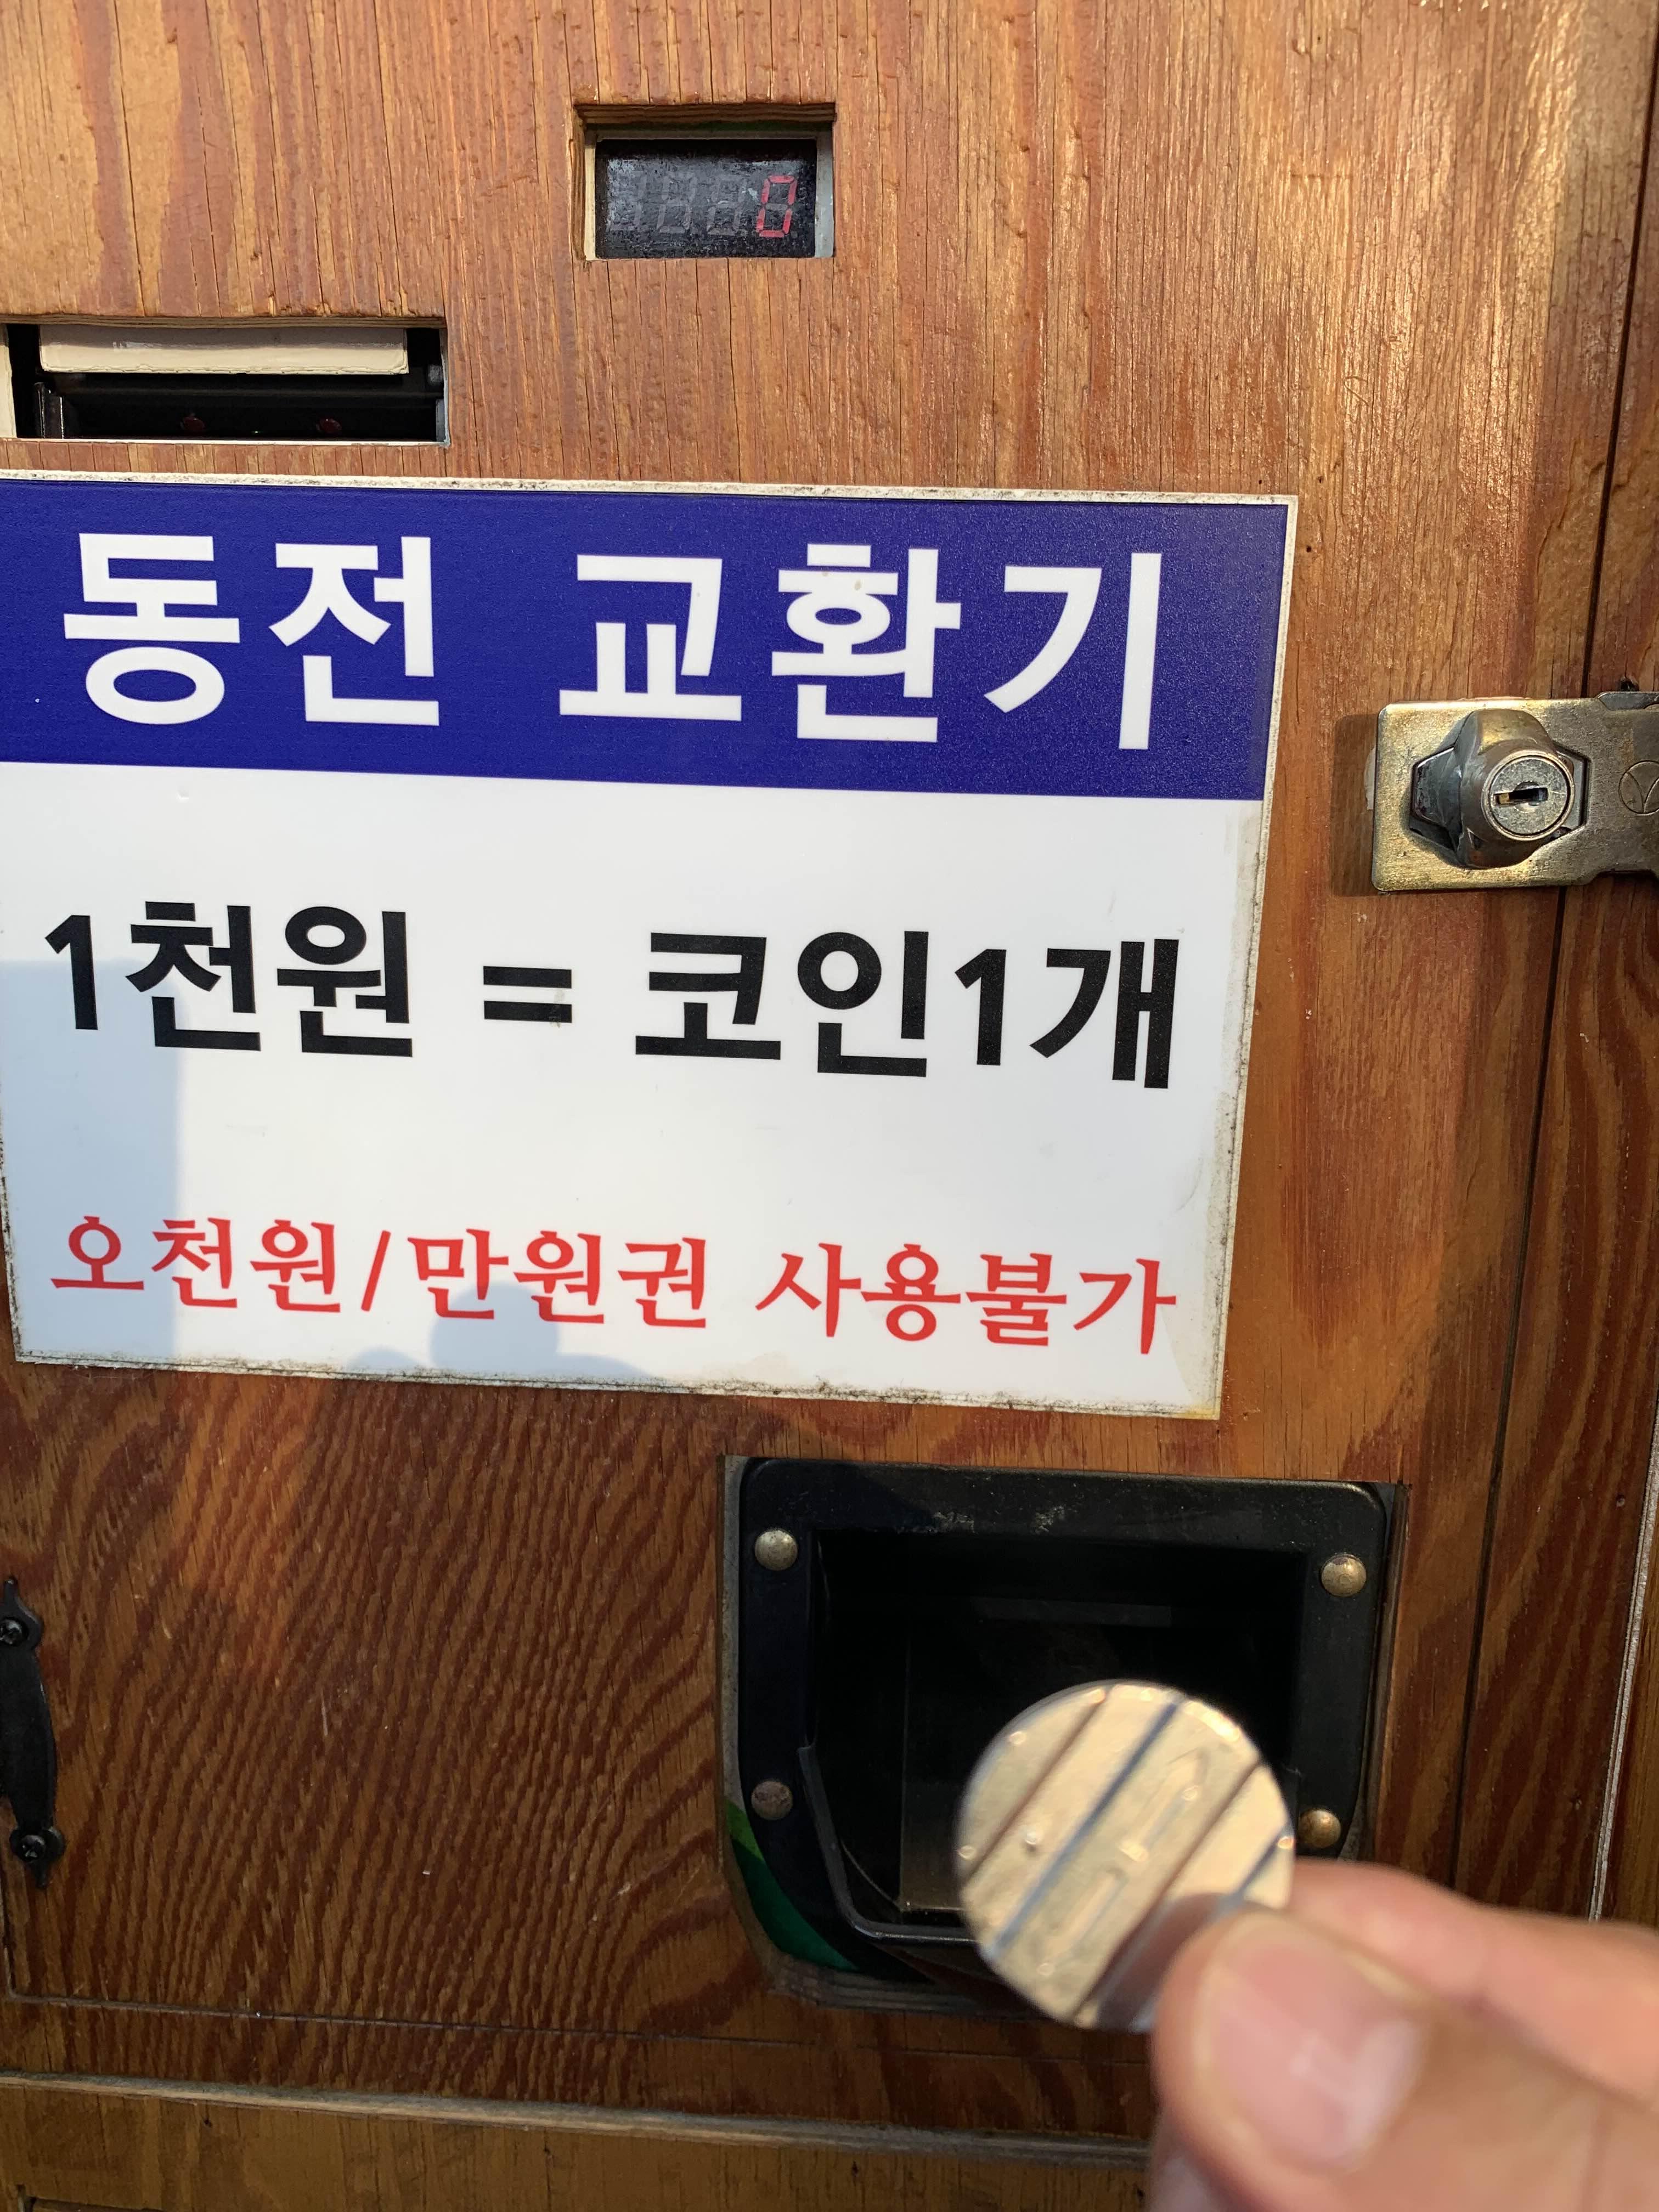 0
동전 교환기
1천원 = 코인1개
오천원/만원권 사용불가